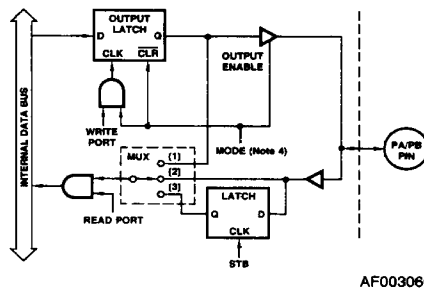 OUTPUT
LATCH
D
Q
CLK
CLR
OUTPUT
ENABLE
INTERNAL DATA BUS
WRITE
PORT
MODE (Note 4)
PA/PB
PIN
MUX
(1)
(2)
(3)
READ PORT
LATCH
Q
D
CLK
STB
AF00306